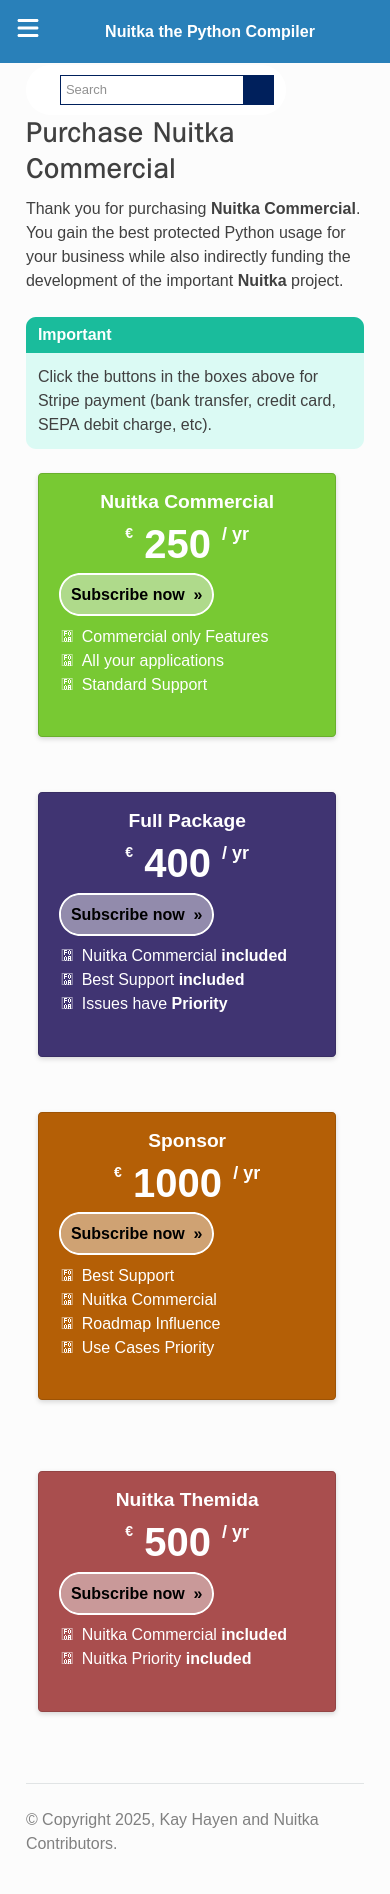 Nuitka the Python Compiler
Search
Purchase Nuitka
Commercial
Thank you for purchasing Nuitka Commercial.
You gain the best protected Python usage for
your business while also indirectly funding the
development of the important Nuitka project.
Important
Click the buttons in the boxes above for
Stripe payment (bank transfer, credit card,
SEPA debit charge, etc).
Nuitka Commercial
€ 250 / yr
Subscribe now »
Commercial only Features
All your applications
Standard Support
Full Package
€ 400 / yr
Subscribe now »
Nuitka Commercial included
Best Support included
Issues have Priority
Sponsor
€ 1000 / yr
Subscribe now »
Best Support
Nuitka Commercial
Roadmap Influence
Use Cases Priority
Nuitka Themida
€ 500 / yr
Subscribe now »
Nuitka Commercial included
Nuitka Priority included
© Copyright 2025, Kay Hayen and Nuitka
Contributors.